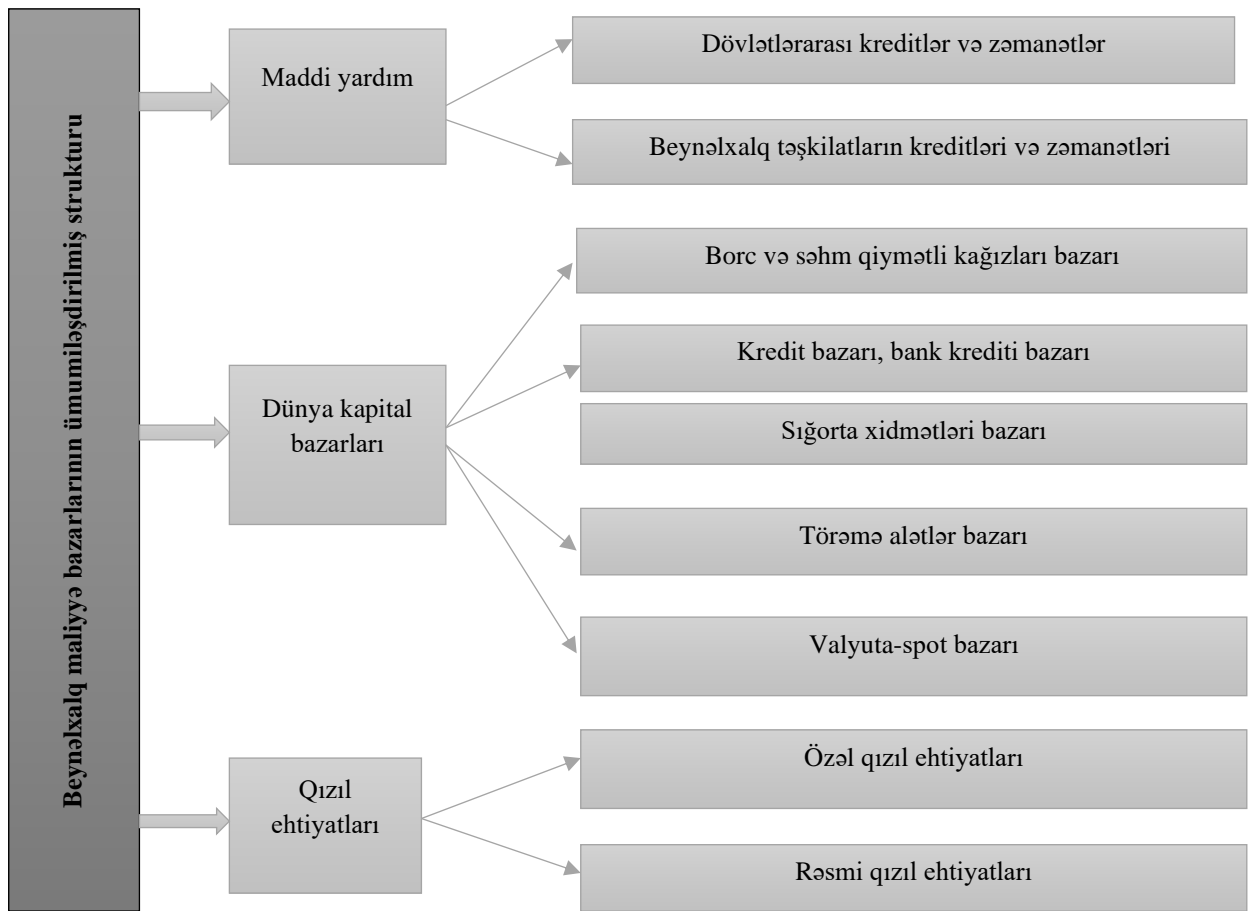 Beynəlxalq maliyyə bazarlarının ümumiləşdirilmiş strukturu
Maddi yardım
Dövlətlərarası kreditlər və zəmanətlər
Beynəlxalq təşkilatların kreditləri və zəmanətləri
Dünya kapital
bazarları
Borc və səhm qiymətli kağızları bazarı
Kredit bazarı, bank krediti bazarı
Sığorta xidmətləri bazarı
Törəmə alətlər bazarı
Valyuta-spot bazarı
Qızıl
ehtiyatları
Özəl qızıl ehtiyatları
Rəsmi qızıl ehtiyatları